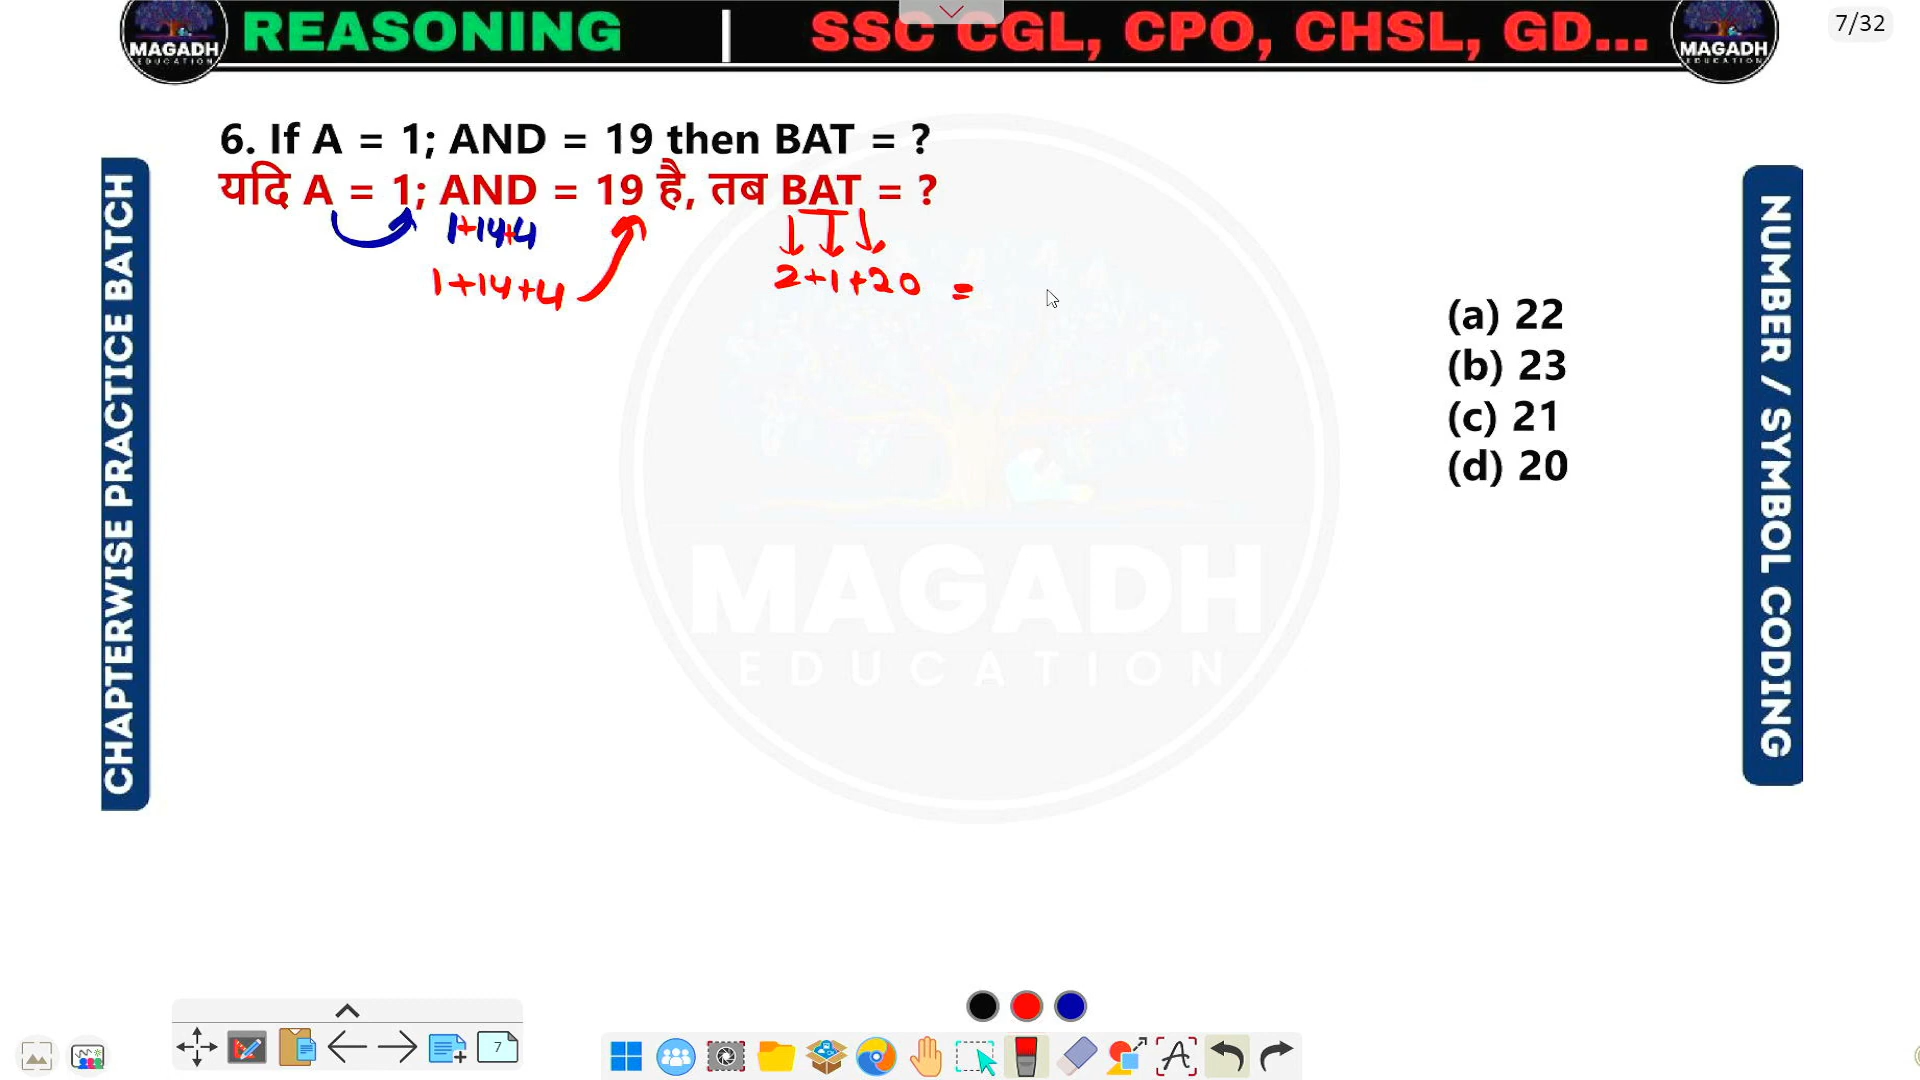 MAGADH
EDUCATION
REASONING | SSC CGL, CPO, CHSL, GD...
MAGADH
EDUCATION
7/32
6. If A = 1; AND = 19 then BAT = ?
यदि A = 1; AND = 19 है, तब BAT = ?
1+14+4
1+14+4
2+1+20 =
(a) 22
(b) 23
(c) 21
(d) 20
CHAPTERWISE PRACTICE BATCH
NUMBER / SYMBOL CODING
MAGADH
EDUCATION
7